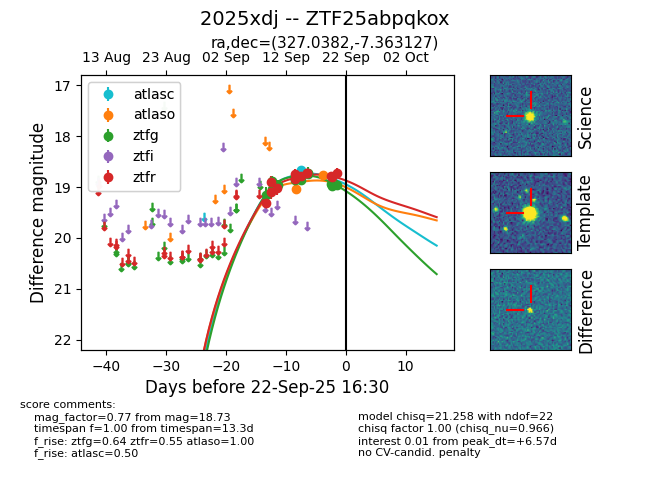 2025xdj -- ZTF25abpqkox
ra,dec=(327.0382,-7.363127)
13 Aug 23 Aug 02 Sep 12 Sep 22 Sep 02 Oct
17
18
19
20
21
22
Difference magnitude
atlasc
atlaso
ztfg
ztfi
ztfr
−40 −30 −20 −10 0 10
Days before 22-Sep-25 16:30
Science
Template
Difference
score comments:
mag_factor=0.77 from mag=18.73
timespan f=1.00 from timespan=13.3d
f_rise: ztfg=0.64 ztfr=0.55 atlaso=1.00
f_rise: atlasc=0.50
model chisq=21.258 with ndof=22
chisq factor 1.00 (chisq_nu=0.966)
interest 0.01 from peak_dt=+6.57d
no CV-candid. penalty